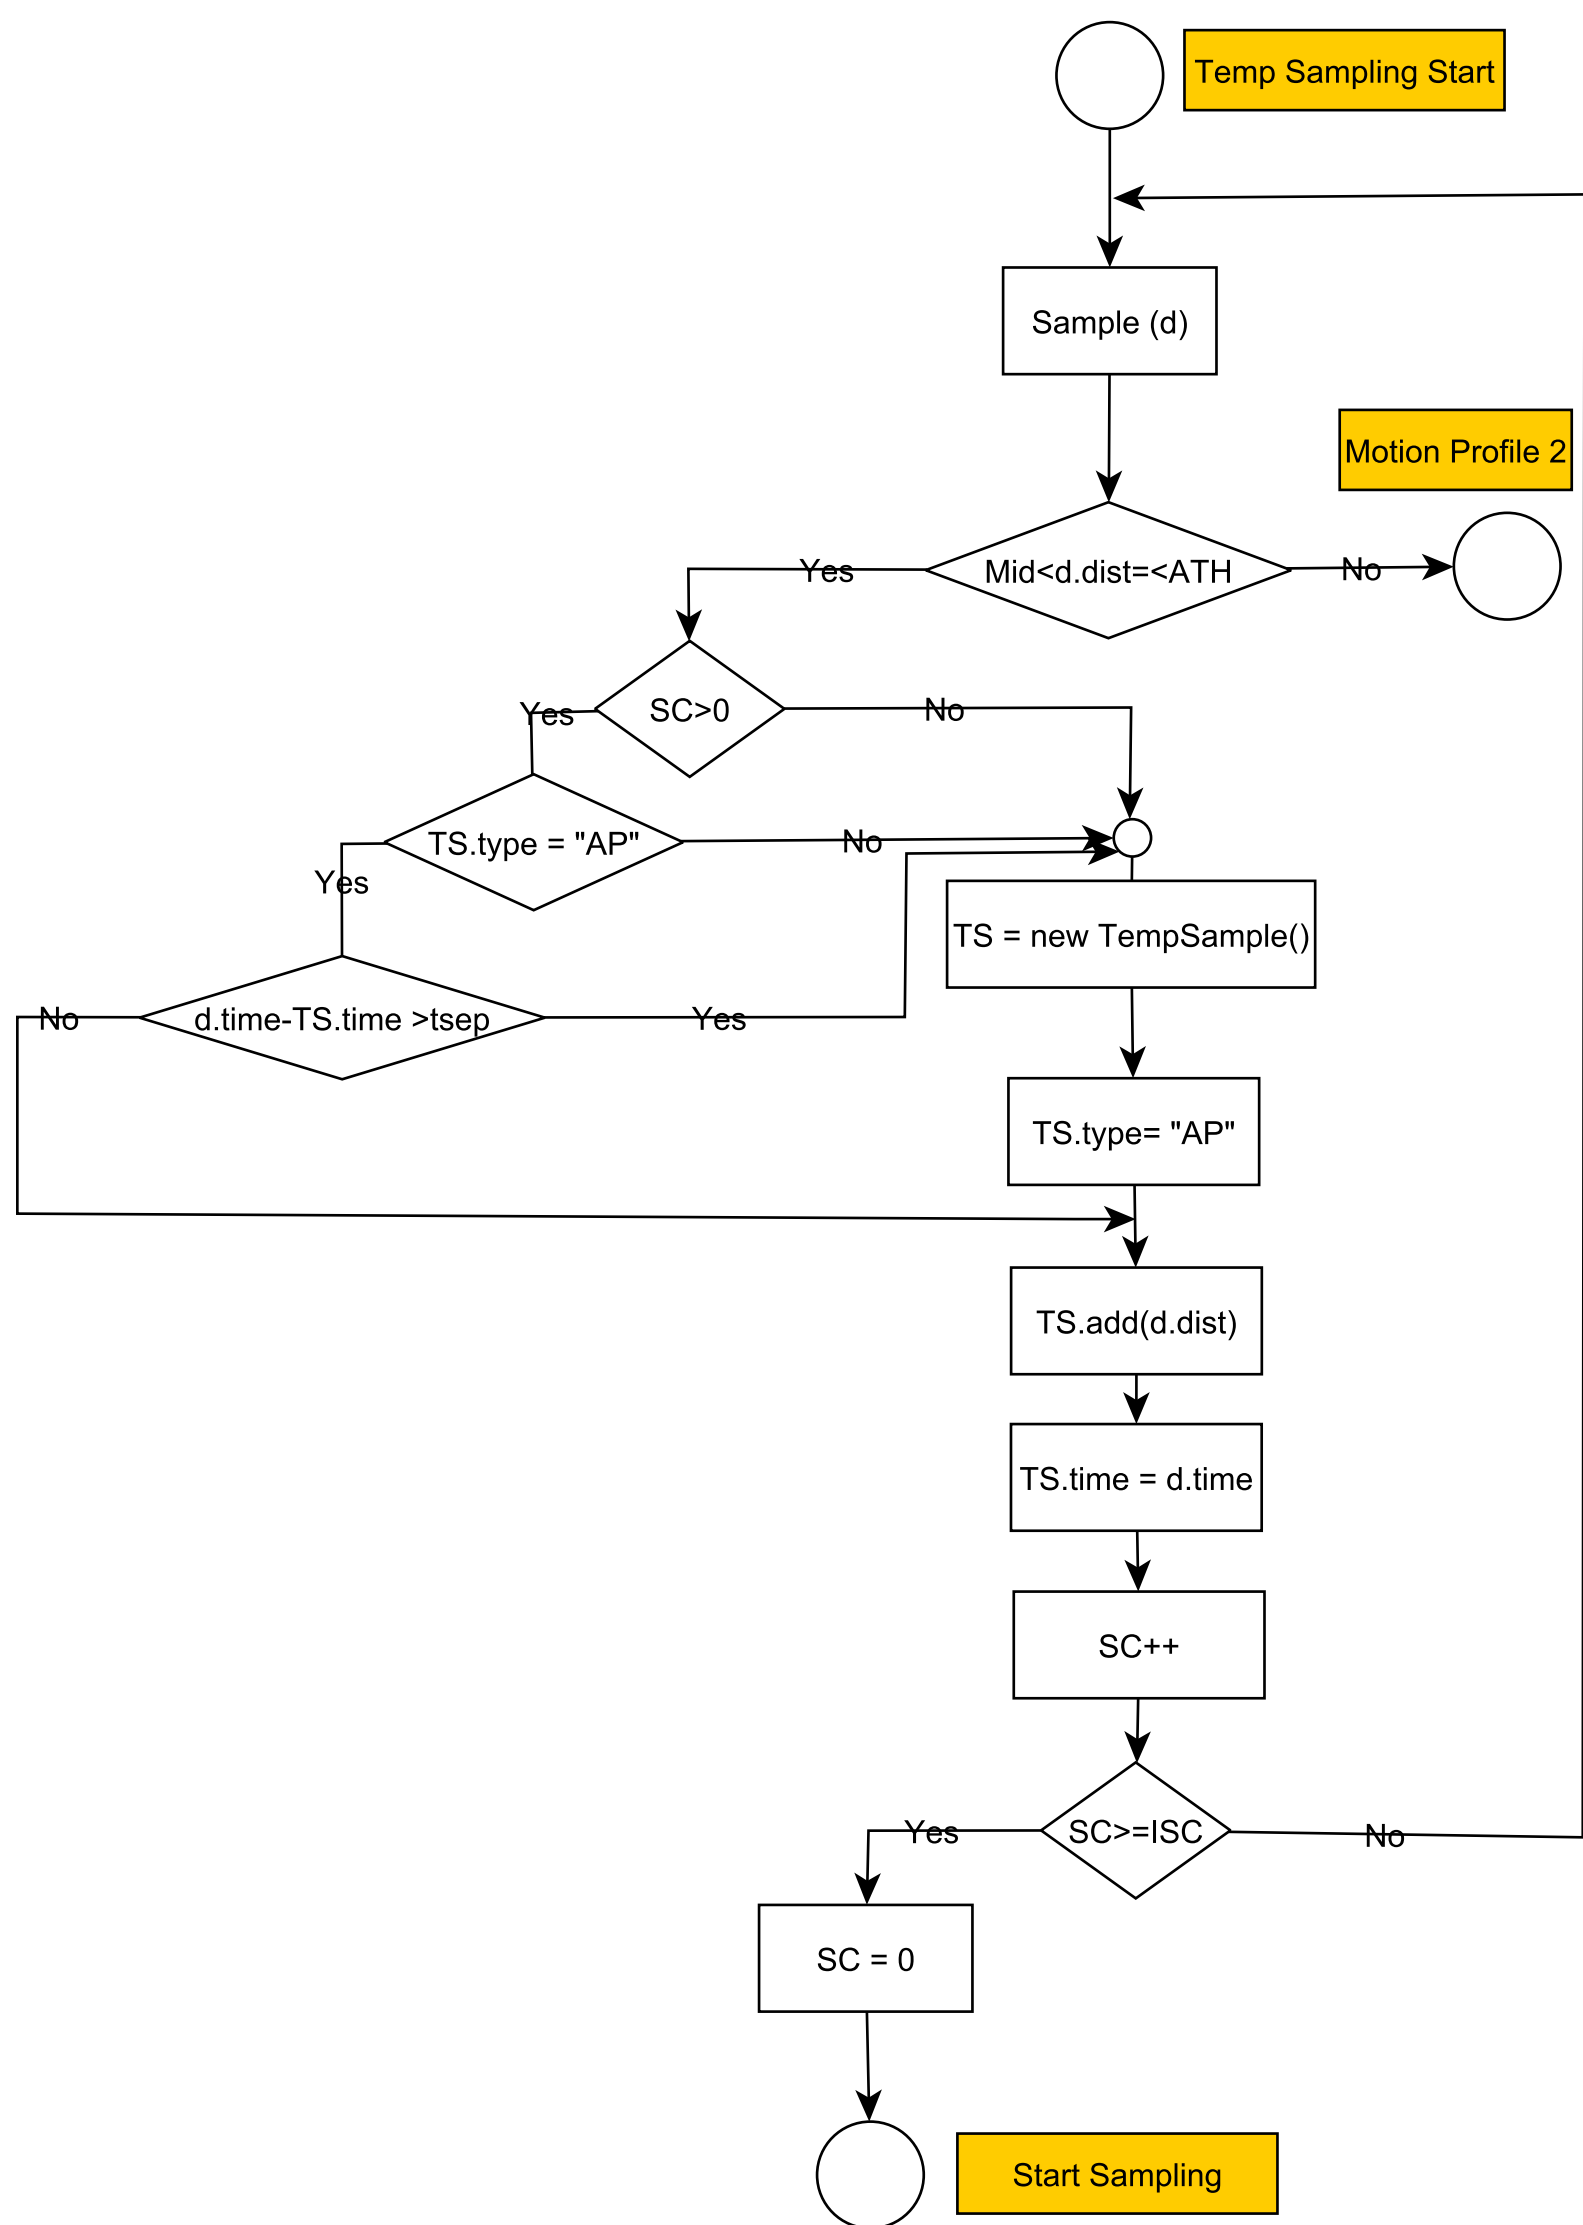 Temp Sampling Start
Sample (d)
Motion Profile 2
Mid<d.dist=<ATH
Yes
No
SC>0
Yes
No
TS.type = "AP"
No
Yes
TS = new TempSample()
d.time-TS.time >tsep
No
Yes
TS.type= "AP"
TS.add(d.dist)
TS.time = d.time
SC++
SC>=ISC
Yes
No
SC = 0
Start Sampling